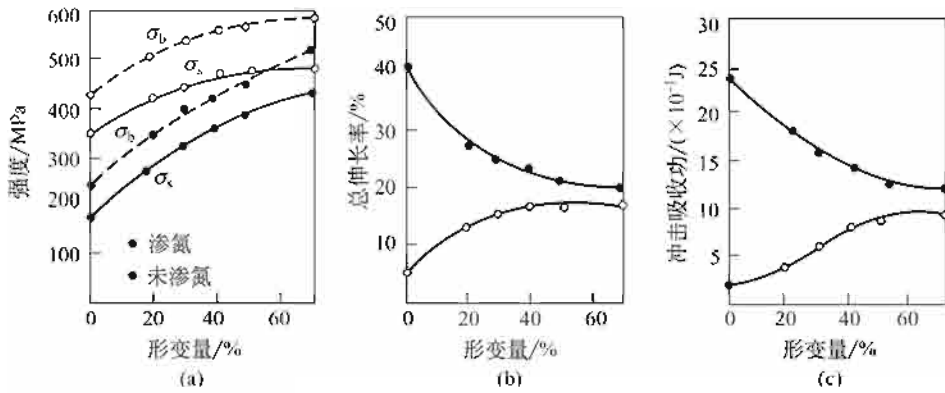 600
500
400
300
200
100
强度/MPa
σb
σs
σb
σs
● 渗氮
● 未渗氮
0 20 40 60
形变量/%
(a)
50
40
30
20
10
总伸长率/%
0 20 40 60
形变量/%
(b)
30
25
20
15
10
5
冲击吸收功/(×10⁻¹J)
0 20 40 60
形变量/%
(c)